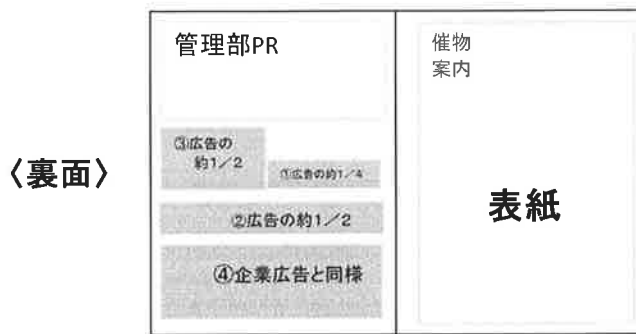 管理部PR
催物
案内
③広告の
約1/2
①広告の約1/4
〈裏面〉
②広告の約1/2
表紙
④企業広告と同様